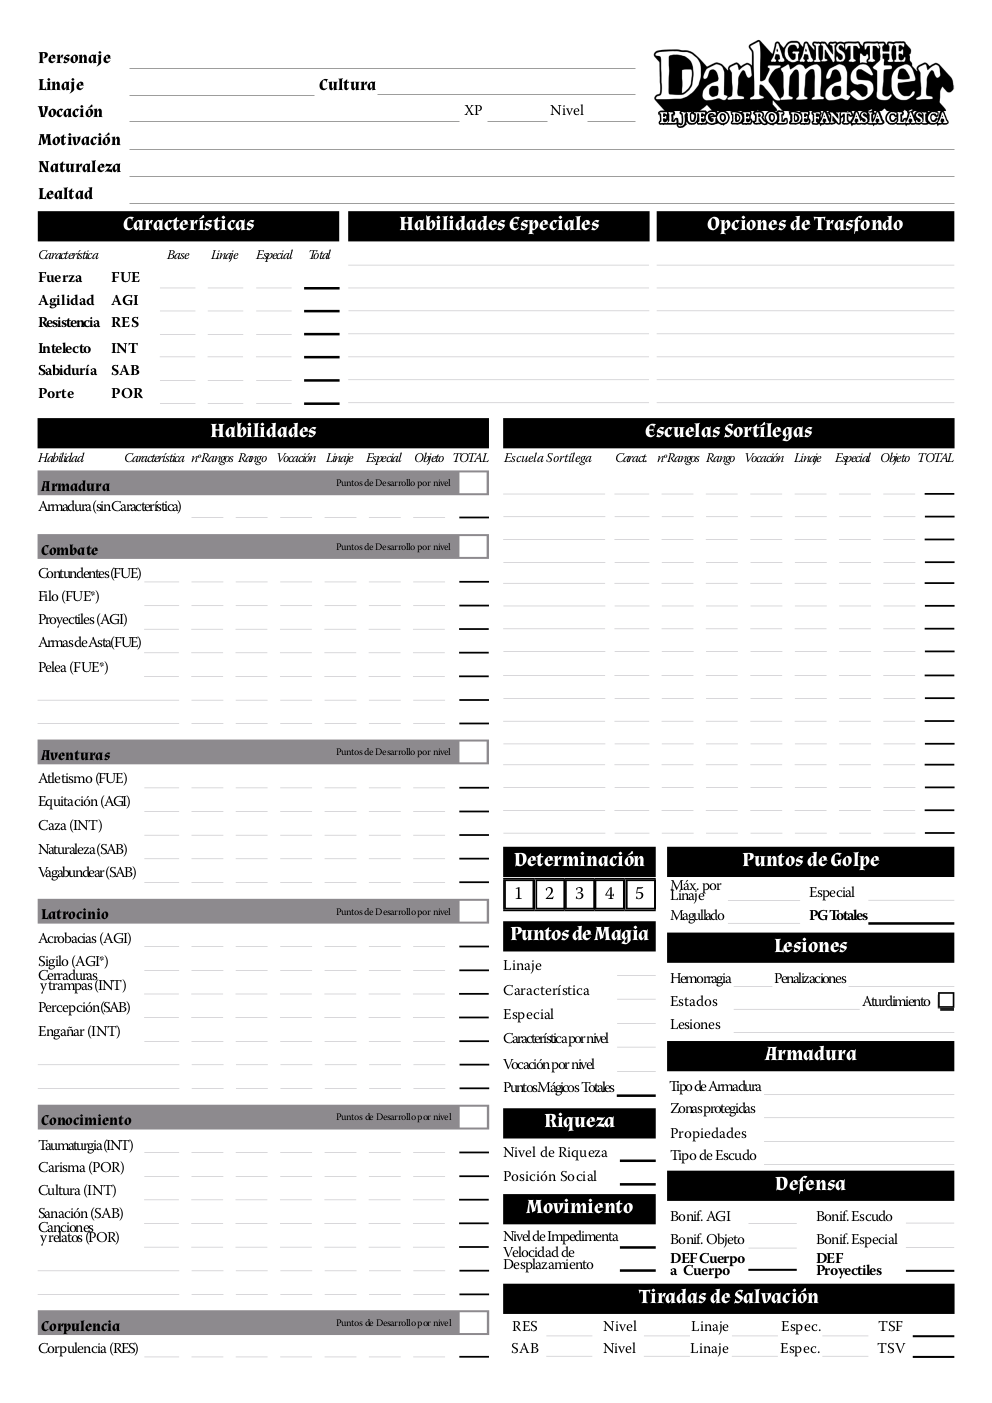 Personaje
Linaje Cultura
Vocación XP Nivel
Motivación
Naturaleza
Lealtad
AGAINST THE
Darkmaster
EL JUEGO DE ROL DE FANTASÍA CLÁSICA
Características
Característica Base Linaje Especial Total
Fuerza FUE
Agilidad AGI
Resistencia RES
Intelecto INT
Sabiduría SAB
Porte POR
Habilidades Especiales
Opciones de Trasfondo
Habilidades
Habilidad Característica nºRangos Rango Vocación Linaje Especial Objeto TOTAL
Armadura Puntos de Desarrollo por nivel
Armadura (sin Característica)
Combate Puntos de Desarrollo por nivel
Contundentes (FUE)
Filo (FUE*)
Proyectiles (AGI)
Armas de Asta (FUE)
Pelea (FUE*)
Aventuras Puntos de Desarrollo por nivel
Atletismo (FUE)
Equitación (AGI)
Caza (INT)
Naturaleza (SAB)
Vagabundear (SAB)
Latrocinio Puntos de Desarrollo por nivel
Acrobacias (AGI)
Sigilo (AGI*)
Cerraduras
y trampas (INT)
Percepción (SAB)
Engañar (INT)
Conocimiento Puntos de Desarrollo por nivel
Taumaturgia (INT)
Carisma (POR)
Cultura (INT)
Sanación (SAB)
Canciones
y relatos (POR)
Corpulencia Puntos de Desarrollo por nivel
Corpulencia (RES)
Escuelas Sortílegas
Escuela Sortílega Caract. nºRangos Rango Vocación Linaje Especial Objeto TOTAL
Determinación
1 2 3 4 5
Puntos de Magia
Linaje
Característica
Especial
Característica por nivel
Vocación por nivel
Puntos Mágicos Totales
Riqueza
Nivel de Riqueza
Posición Social
Movimiento
Nivel de Impedimenta
Velocidad de
Desplazamiento
Puntos de Golpe
Máx. por
Linaje Especial
Magullado PG Totales
Lesiones
Hemorragia Penalizaciones
Estados Aturdimiento
Lesiones
Armadura
Tipo de Armadura
Zonas protegidas
Propiedades
Tipo de Escudo
Defensa
Bonif. AGI Bonif. Escudo
Bonif. Objeto Bonif. Especial
DEF Cuerpo DEF
a Cuerpo Proyectiles
Tiradas de Salvación
RES Nivel Linaje Espec. TSF
SAB Nivel Linaje Espec. TSV